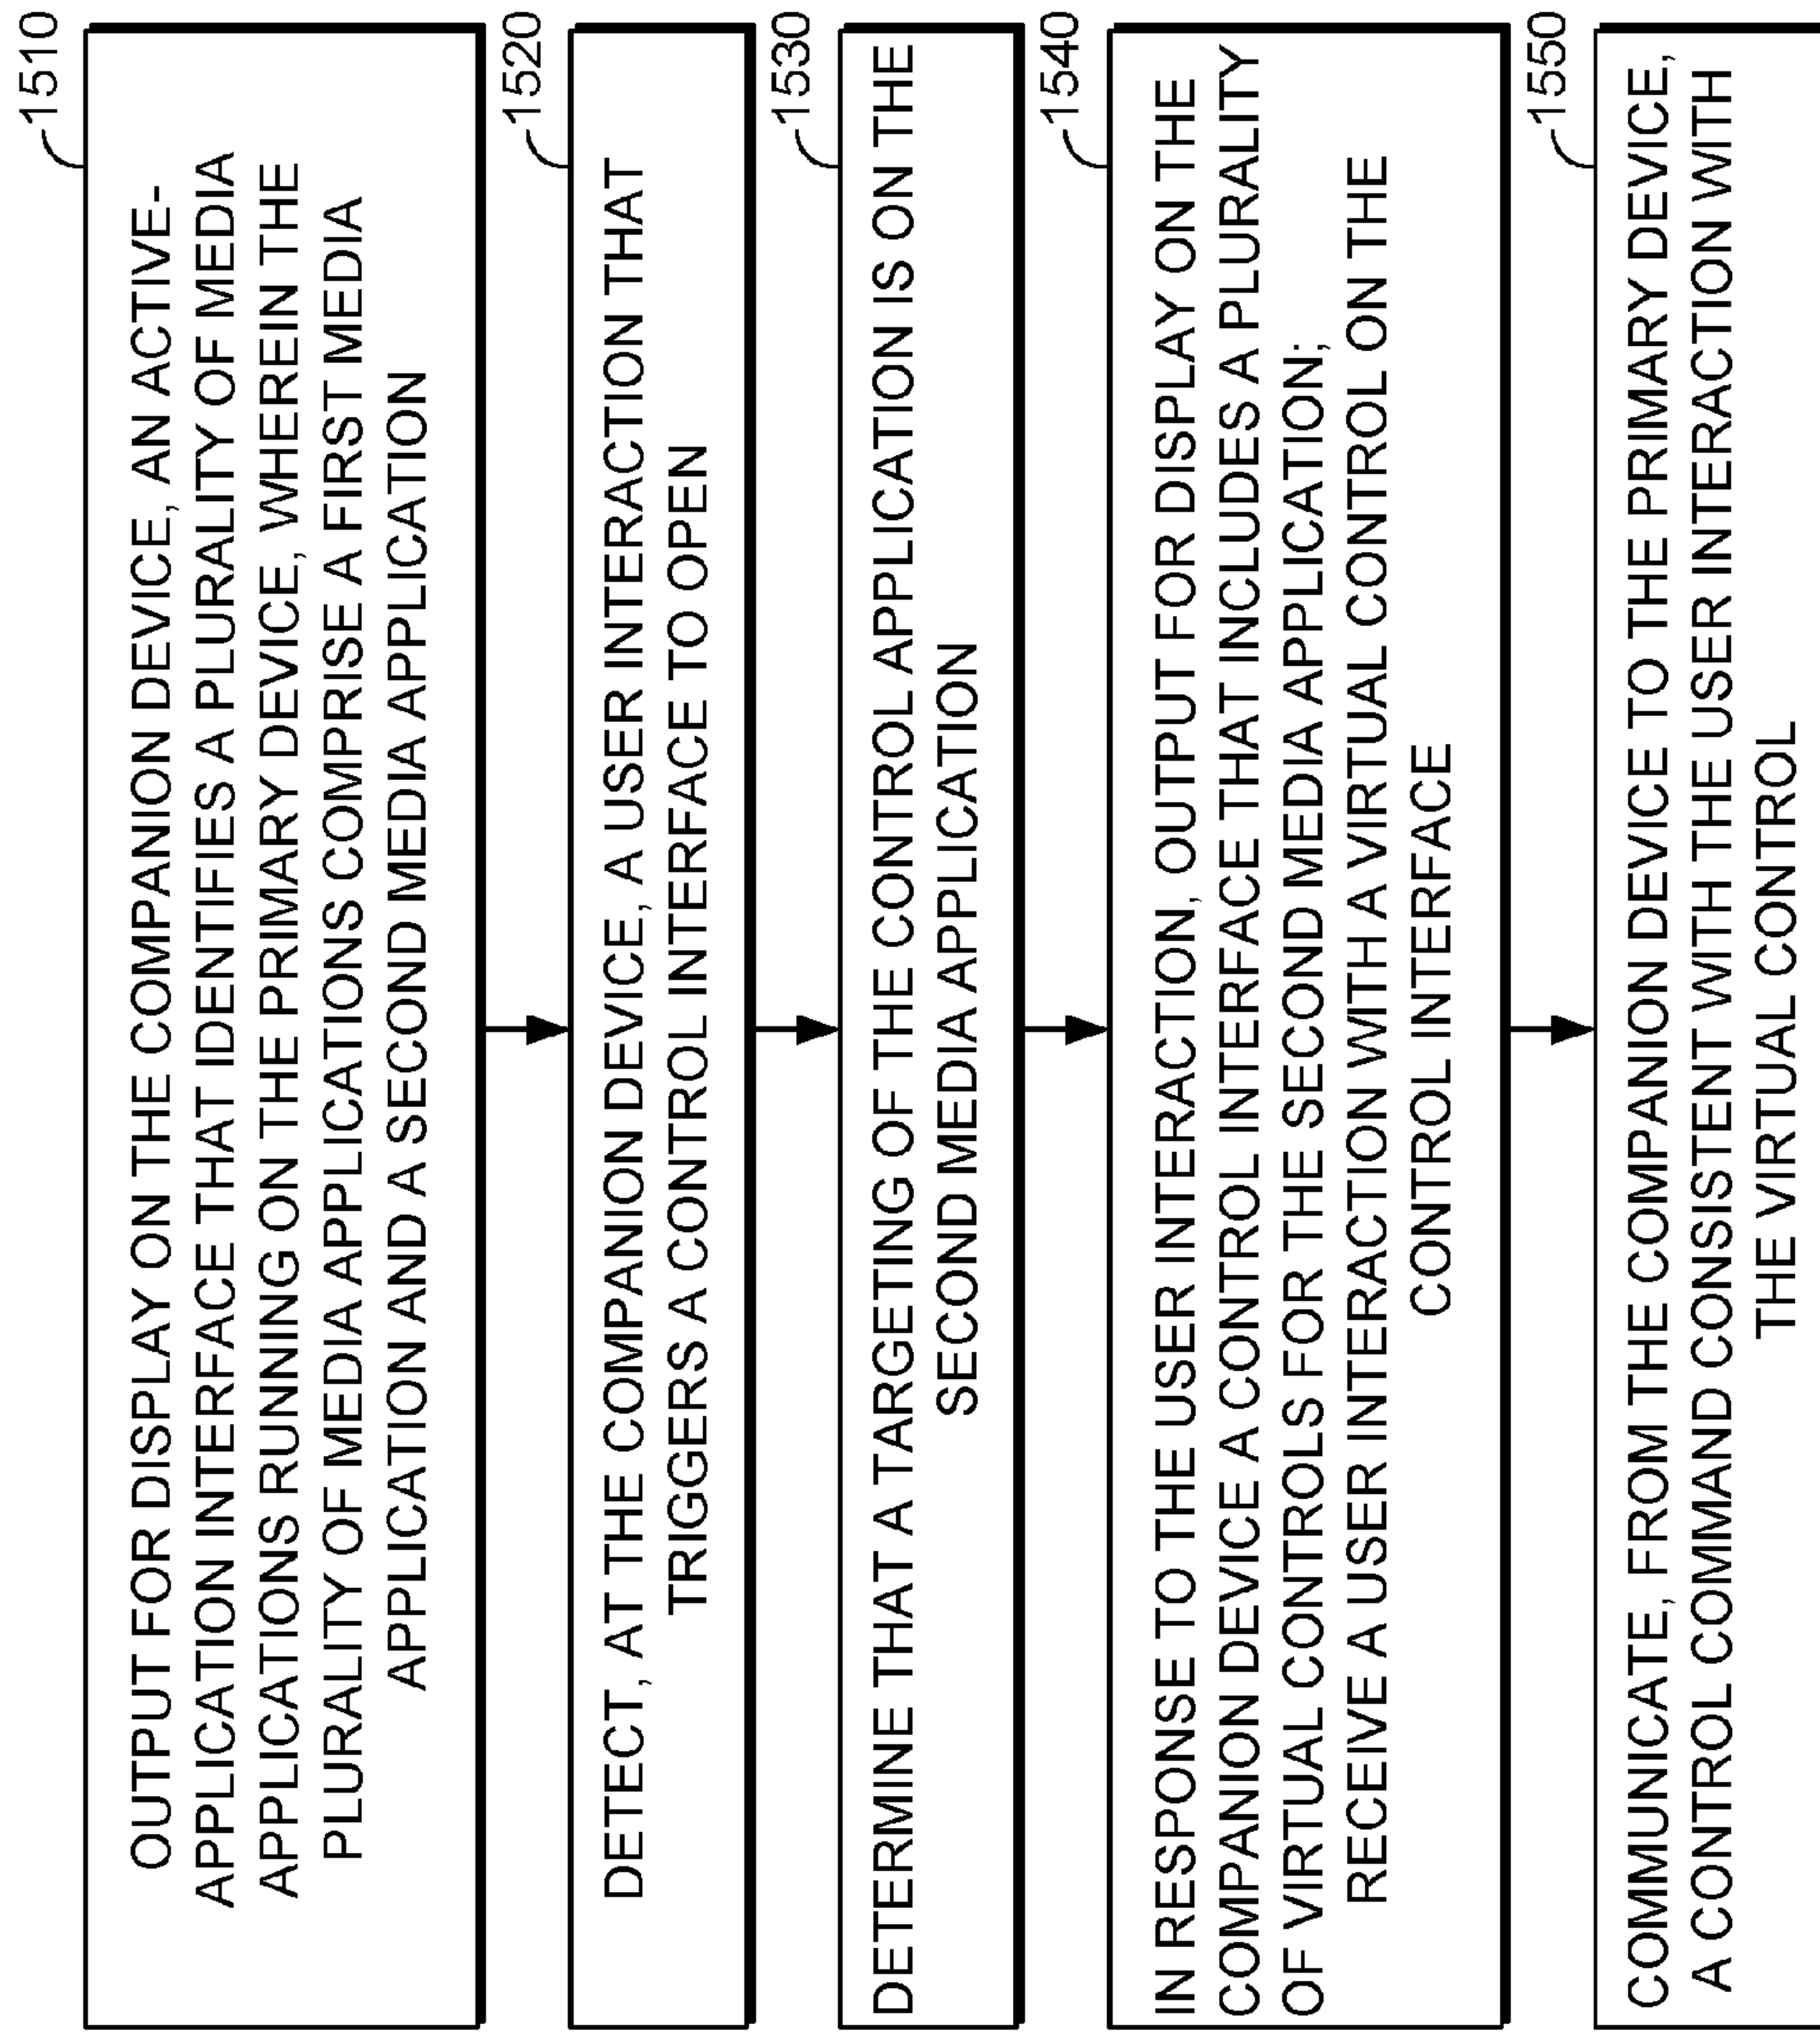 1510
OUTPUT FOR DISPLAY ON THE COMPANION DEVICE, AN ACTIVE-
APPLICATION INTERFACE THAT IDENTIFIES A PLURALITY OF MEDIA
APPLICATIONS RUNNING ON THE PRIMARY DEVICE, WHEREIN THE
PLURALITY OF MEDIA APPLICATIONS COMPRISE A FIRST MEDIA
APPLICATION AND A SECOND MEDIA APPLICATION
1520
DETECT, AT THE COMPANION DEVICE, A USER INTERACTION THAT
TRIGGERS A CONTROL INTERFACE TO OPEN
1530
DETERMINE THAT A TARGETING OF THE CONTROL APPLICATION IS ON THE
SECOND MEDIA APPLICATION
1540
IN RESPONSE TO THE USER INTERACTION, OUTPUT FOR DISPLAY ON THE
COMPANION DEVICE A CONTROL INTERFACE THAT INCLUDES A PLURALITY
OF VIRTUAL CONTROLS FOR THE SECOND MEDIA APPLICATION;
RECEIVE A USER INTERACTION WITH A VIRTUAL CONTROL ON THE
CONTROL INTERFACE
1550
COMMUNICATE, FROM THE COMPANION DEVICE TO THE PRIMARY DEVICE,
A CONTROL COMMAND CONSISTENT WITH THE USER INTERACTION WITH
THE VIRTUAL CONTROL